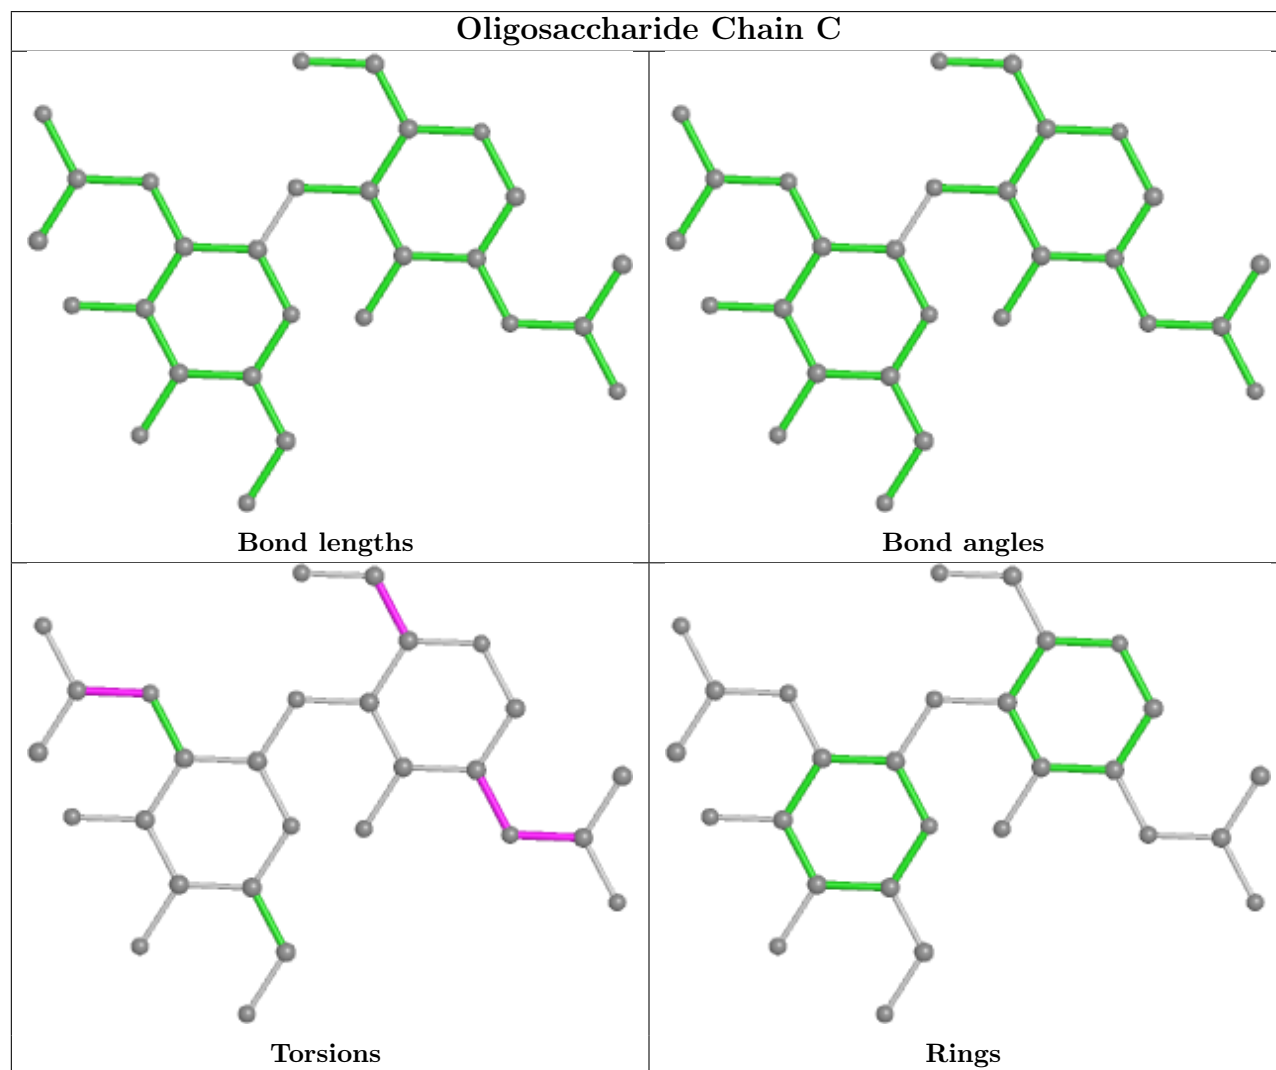 Oligosaccharide Chain C
Bond lengths
Bond angles
Torsions
Rings